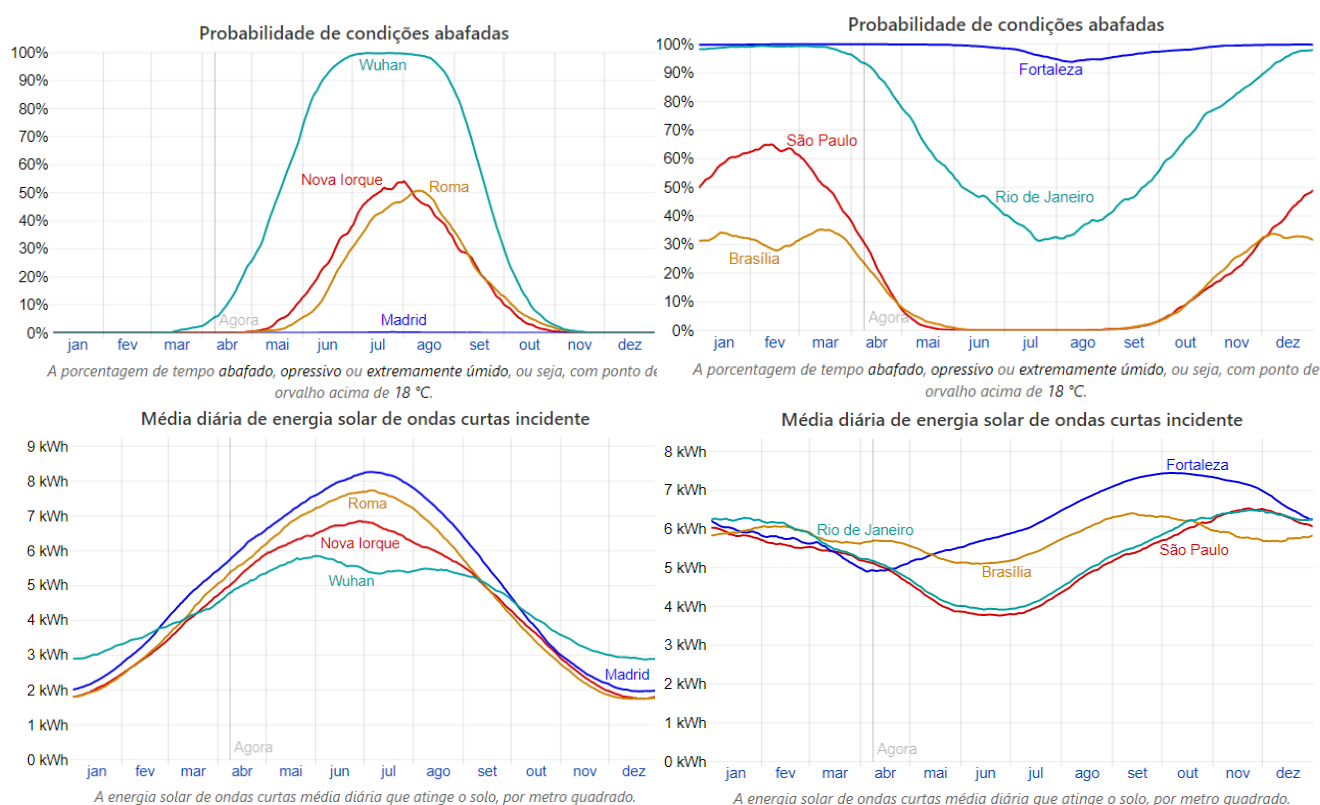 Probabilidade de condições abafadas
100%
90%
80%
70%
60%
50%
40%
30%
20%
10%
0%
Wuhan
Nova Iorque
Roma
Madrid
Agora
jan fev mar abr mai jun jul ago set out nov dez
A porcentagem de tempo abafado, opressivo ou extremamente úmido, ou seja, com ponto de
orvalho acima de 18 °C.
Probabilidade de condições abafadas
100%
90%
80%
70%
60%
50%
40%
30%
20%
10%
0%
Fortaleza
São Paulo
Rio de Janeiro
Brasília
Agora
jan fev mar abr mai jun jul ago set out nov dez
A porcentagem de tempo abafado, opressivo ou extremamente úmido, ou seja, com ponto de
orvalho acima de 18 °C.
Média diária de energia solar de ondas curtas incidente
9 kWh
8 kWh
7 kWh
6 kWh
5 kWh
4 kWh
3 kWh
2 kWh
1 kWh
0 kWh
Roma
Nova Iorque
Wuhan
Madrid
Agora
jan fev mar abr mai jun jul ago set out nov dez
A energia solar de ondas curtas média diária que atinge o solo, por metro quadrado.
Média diária de energia solar de ondas curtas incidente
8 kWh
7 kWh
6 kWh
5 kWh
4 kWh
3 kWh
2 kWh
1 kWh
0 kWh
Fortaleza
Rio de Janeiro
São Paulo
Brasília
Agora
jan fev mar abr mai jun jul ago set out nov dez
A energia solar de ondas curtas média diária que atinge o solo, por metro quadrado.